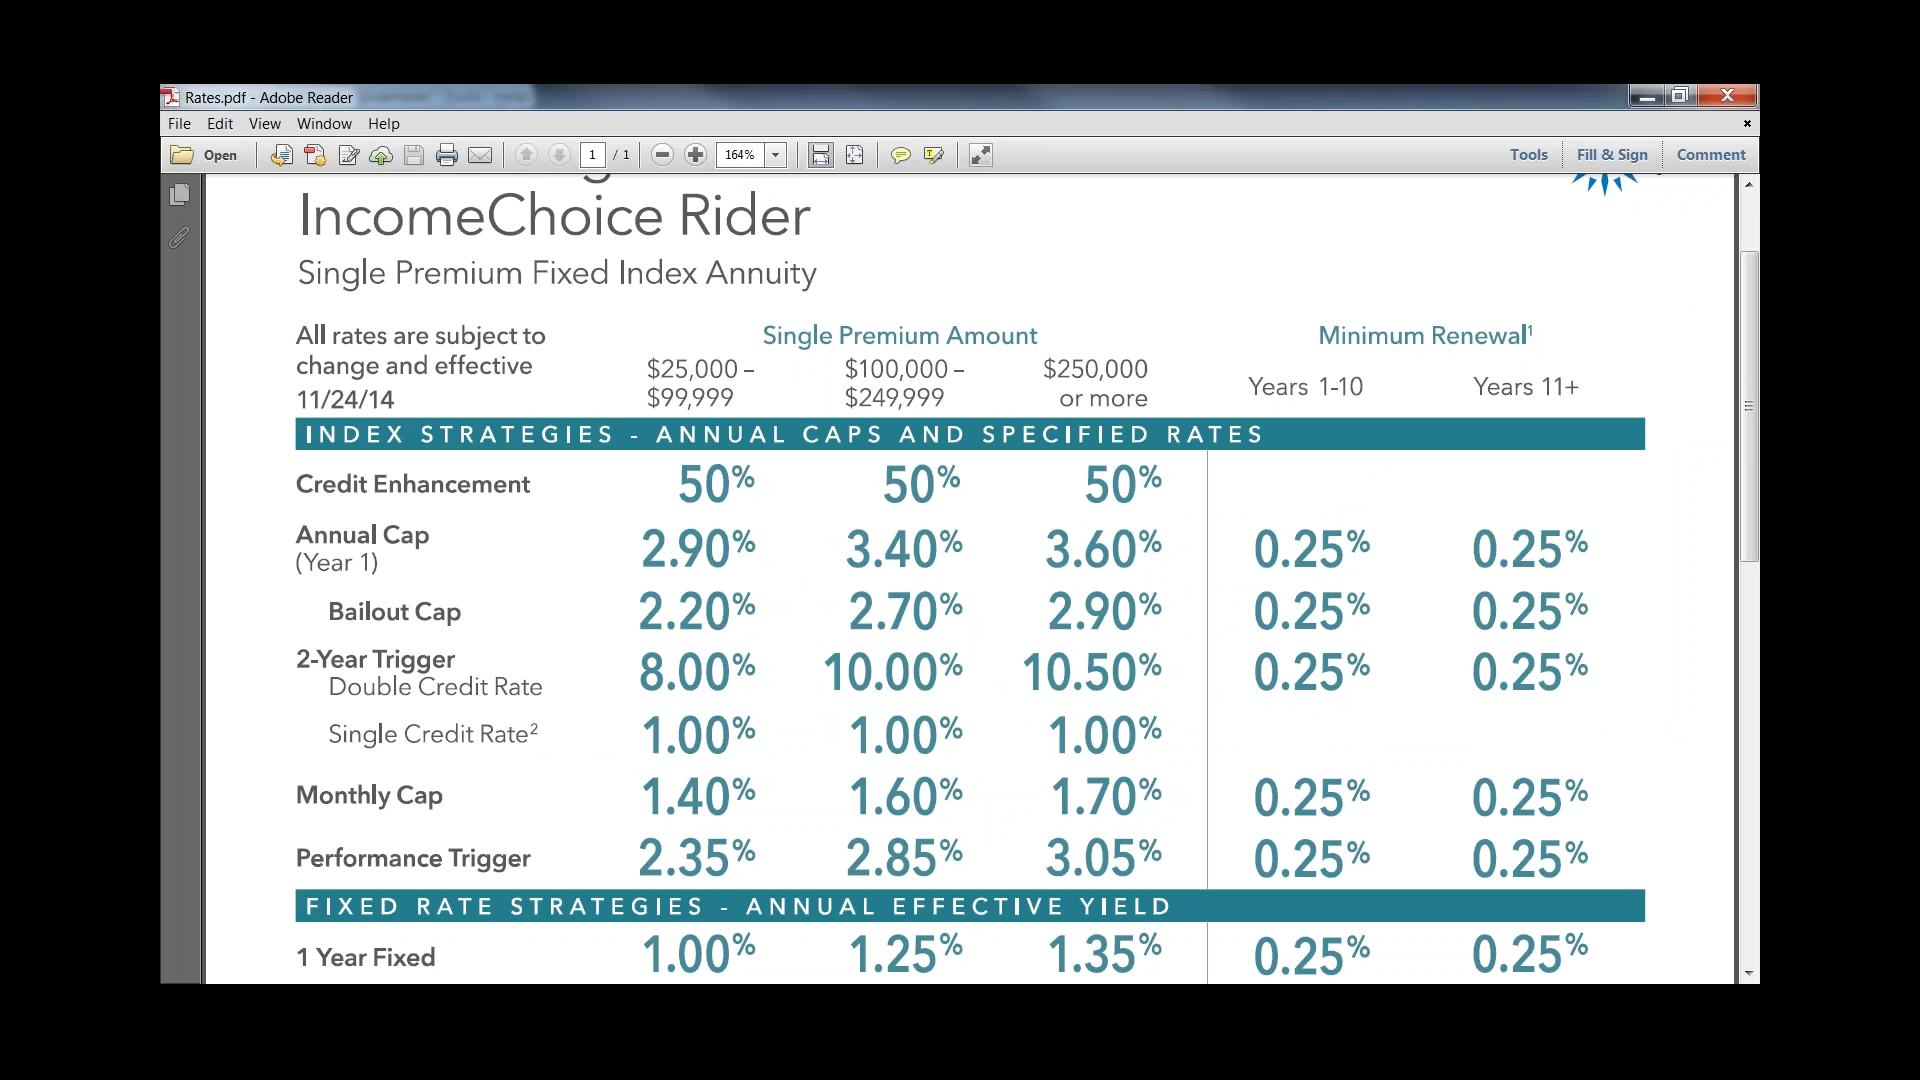 Rates.pdf - Adobe Reader
File Edit View Window Help
Open 1 / 1 164% Tools Fill & Sign Comment
IncomeChoice Rider
Single Premium Fixed Index Annuity
All rates are subject to change and effective 11/24/14
Single Premium Amount Minimum Renewal¹
$25,000 – $99,999 $100,000 – $249,999 $250,000 or more Years 1-10 Years 11+
INDEX STRATEGIES - ANNUAL CAPS AND SPECIFIED RATES
Credit Enhancement 50% 50% 50%
Annual Cap (Year 1) 2.90% 3.40% 3.60% 0.25% 0.25%
Bailout Cap 2.20% 2.70% 2.90% 0.25% 0.25%
2-Year Trigger
Double Credit Rate 8.00% 10.00% 10.50% 0.25% 0.25%
Single Credit Rate² 1.00% 1.00% 1.00%
Monthly Cap 1.40% 1.60% 1.70% 0.25% 0.25%
Performance Trigger 2.35% 2.85% 3.05% 0.25% 0.25%
FIXED RATE STRATEGIES - ANNUAL EFFECTIVE YIELD
1 Year Fixed 1.00% 1.25% 1.35% 0.25% 0.25%